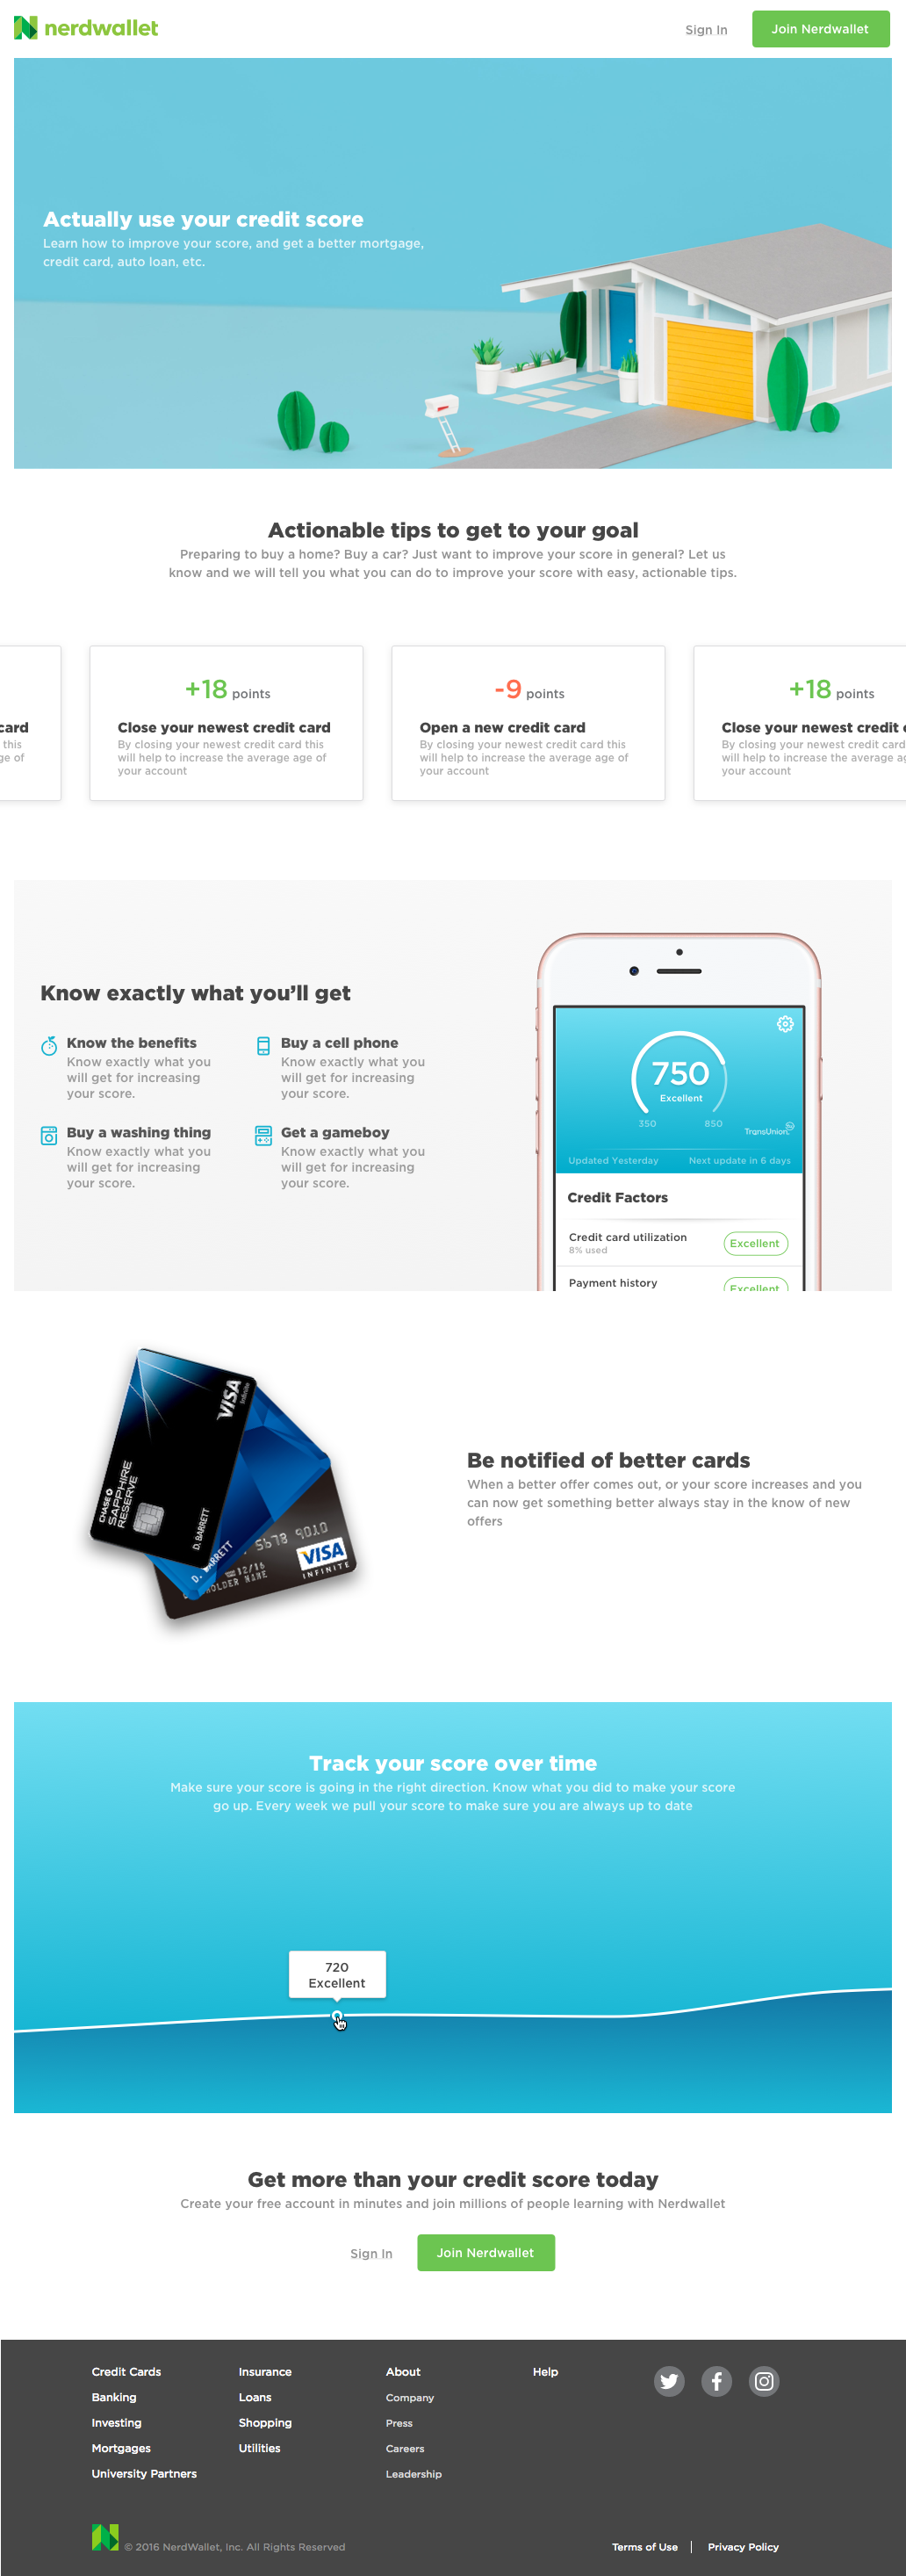 nerdwallet
Sign In
Join Nerdwallet
Actually use your credit score
Learn how to improve your score, and get a better mortgage,
credit card, auto loan, etc.
Actionable tips to get to your goal
Preparing to buy a home? Buy a car? Just want to improve your score in general? Let us
know and we will tell you what you can do to improve your score with easy, actionable tips.
card
this
ge of
+18 points
Close your newest credit card
By closing your newest credit card this
will help to increase the average age of
your account
-9 points
Open a new credit card
By closing your newest credit card this
will help to increase the average age of
your account
+18 points
Close your newest credit
By closing your newest credit card
will help to increase the average ag
your account
Know exactly what you'll get
Know the benefits
Know exactly what you
will get for increasing
your score.
Buy a cell phone
Know exactly what you
will get for increasing
your score.
Buy a washing thing
Know exactly what you
will get for increasing
your score.
Get a gameboy
Know exactly what you
will get for increasing
your score.
750
Excellent
350
850
TransUnion
Updated Yesterday
Next update in 6 days
Credit Factors
Credit card utilization
8% used
Excellent
Payment history
Excellent
VISA
Infinite
CHASE
SAPPHIRE
RESERVE
D. BARRETT
D. BARRETT
5678 9010
12/16
HOLDER NAME
VISA
INFINITE
Be notified of better cards
When a better offer comes out, or your score increases and you
can now get something better always stay in the know of new
offers
Track your score over time
Make sure your score is going in the right direction. Know what you did to make your score
go up. Every week we pull your score to make sure you are always up to date
720
Excellent
Get more than your credit score today
Create your free account in minutes and join millions of people learning with Nerdwallet
Sign In
Join Nerdwallet
Credit Cards
Banking
Investing
Mortgages
University Partners
Insurance
Loans
Shopping
Utilities
About
Company
Press
Careers
Leadership
Help
© 2016 NerdWallet, Inc. All Rights Reserved
Terms of Use
Privacy Policy